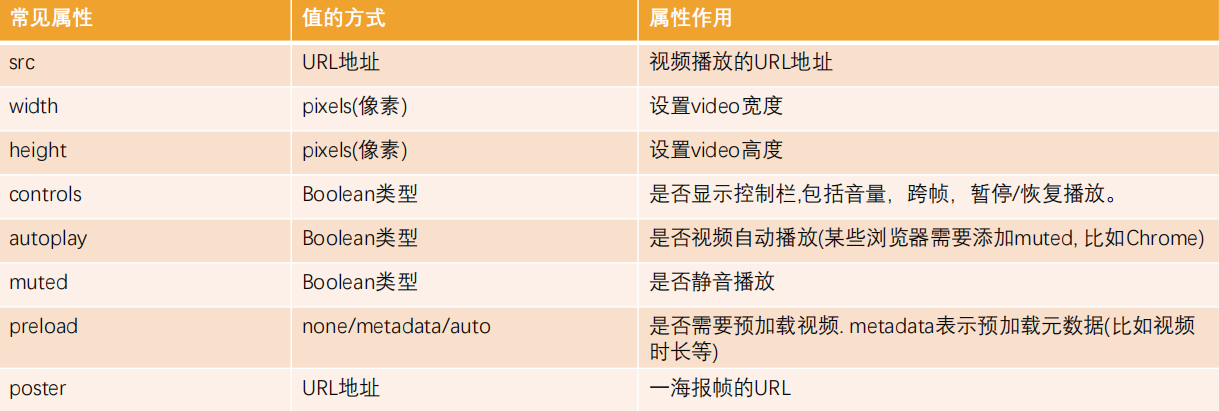 常见属性 值的方式 属性作用
src URL地址 视频播放的URL地址
width pixels(像素) 设置video宽度
height pixels(像素) 设置video高度
controls Boolean类型 是否显示控制栏,包括音量，跨帧，暂停/恢复播放。
autoplay Boolean类型 是否视频自动播放(某些浏览器需要添加muted, 比如Chrome)
muted Boolean类型 是否静音播放
preload none/metadata/auto 是否需要预加载视频. metadata表示预加载元数据(比如视频
时长等)
poster URL地址 一海报帧的URL